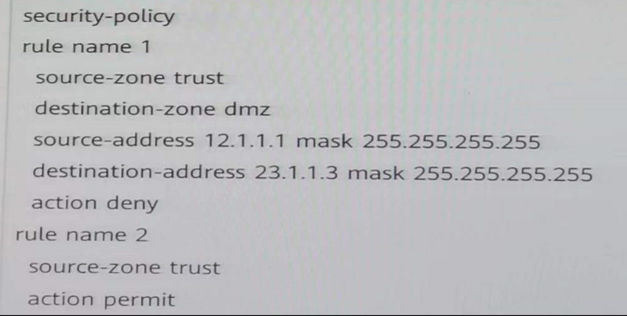 security-policy
rule name 1
source-zone trust
destination-zone dmz
source-address 12.1.1.1 mask 255.255.255.255
destination-address 23.1.1.3 mask 255.255.255.255
action deny
rule name 2
source-zone trust
action permit